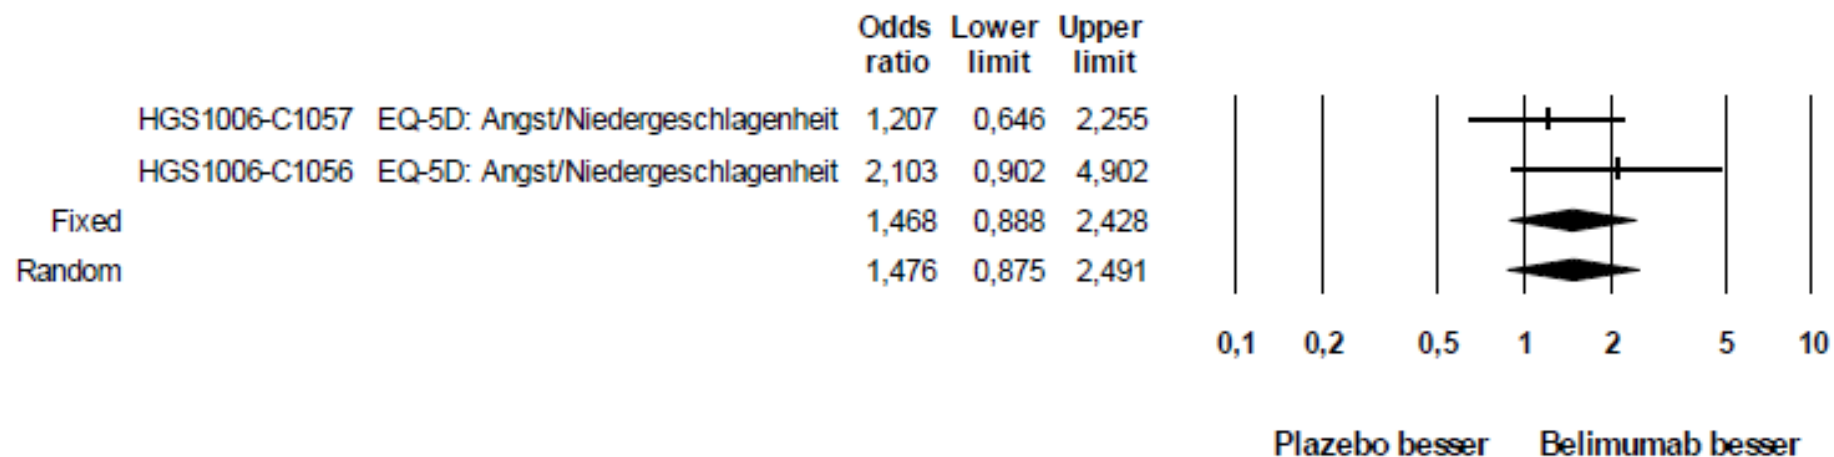 Odds Lower Upper
ratio limit limit
HGS1006-C1057 EQ-5D: Angst/Niedergeschlagenheit 1,207 0,646 2,255
HGS1006-C1056 EQ-5D: Angst/Niedergeschlagenheit 2,103 0,902 4,902
Fixed 1,468 0,888 2,428
Random 1,476 0,875 2,491
0,1 0,2 0,5 1 2 5 10
Plazebo besser Belimumab besser